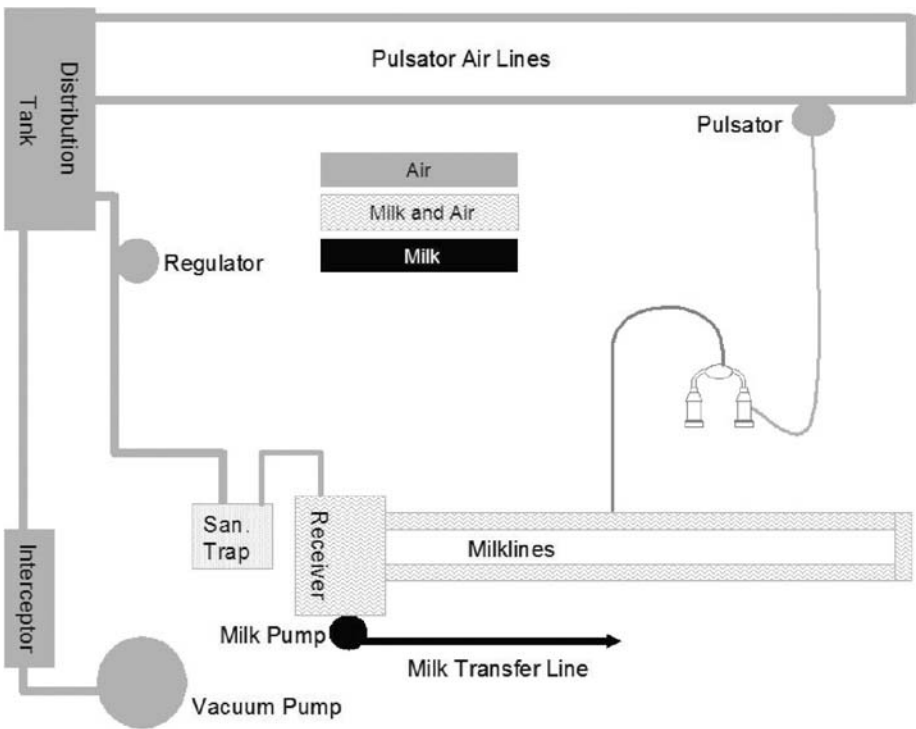 Distribution
Tank
Pulsator Air Lines
Pulsator
Air
Milk and Air
Milk
Regulator
San.
Trap
Receiver
Milklines
Interceptor
Milk Pump
Milk Transfer Line
Vacuum Pump